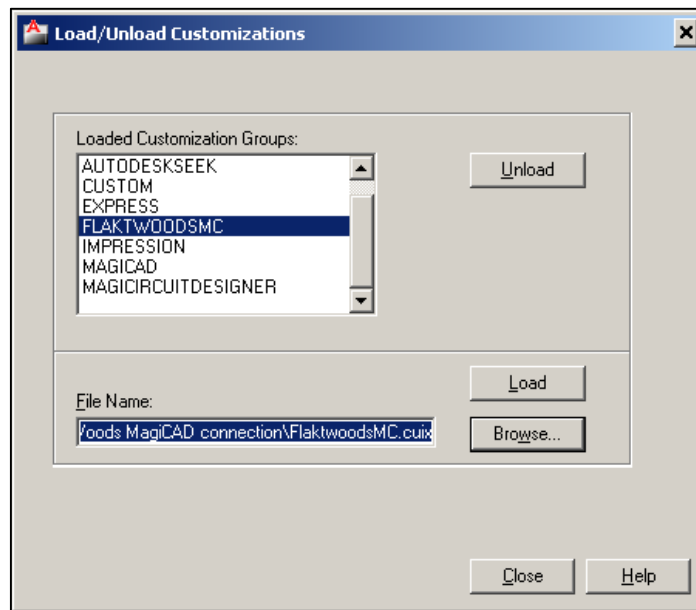 Load/Unload Customizations
Loaded Customization Groups:
AUTODESKSEEK
CUSTOM
EXPRESS
FLAKTWOODSMC
IMPRESSION
MAGICAD
MAGICIRCUITDESIGNER
Unload
Load
File Name:
/oods MagiCAD connection\FlaktwoodsMC.cuix
Browse...
Close
Help